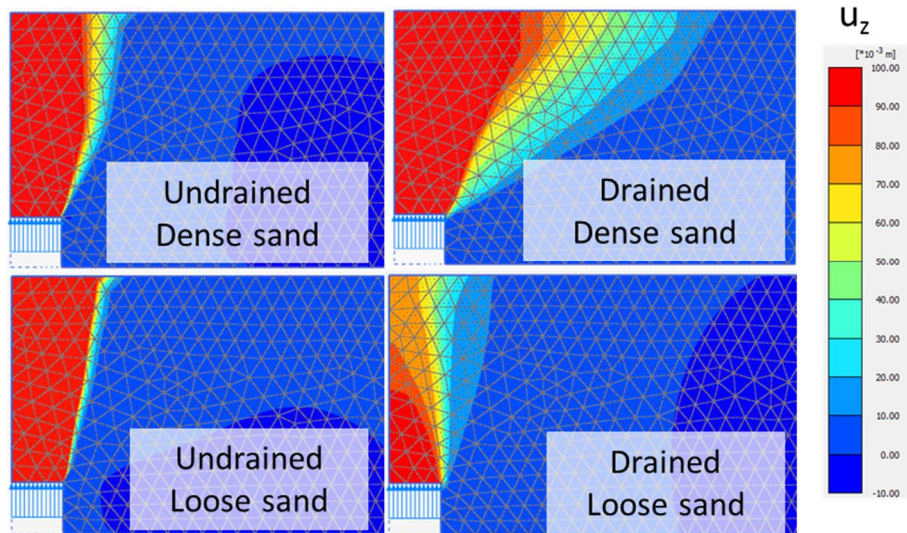 u_z
[*10⁻³ m]
100.00
90.00
80.00
70.00
60.00
50.00
40.00
30.00
20.00
10.00
0.00
-10.00
Undrained
Dense sand
Drained
Dense sand
Undrained
Loose sand
Drained
Loose sand